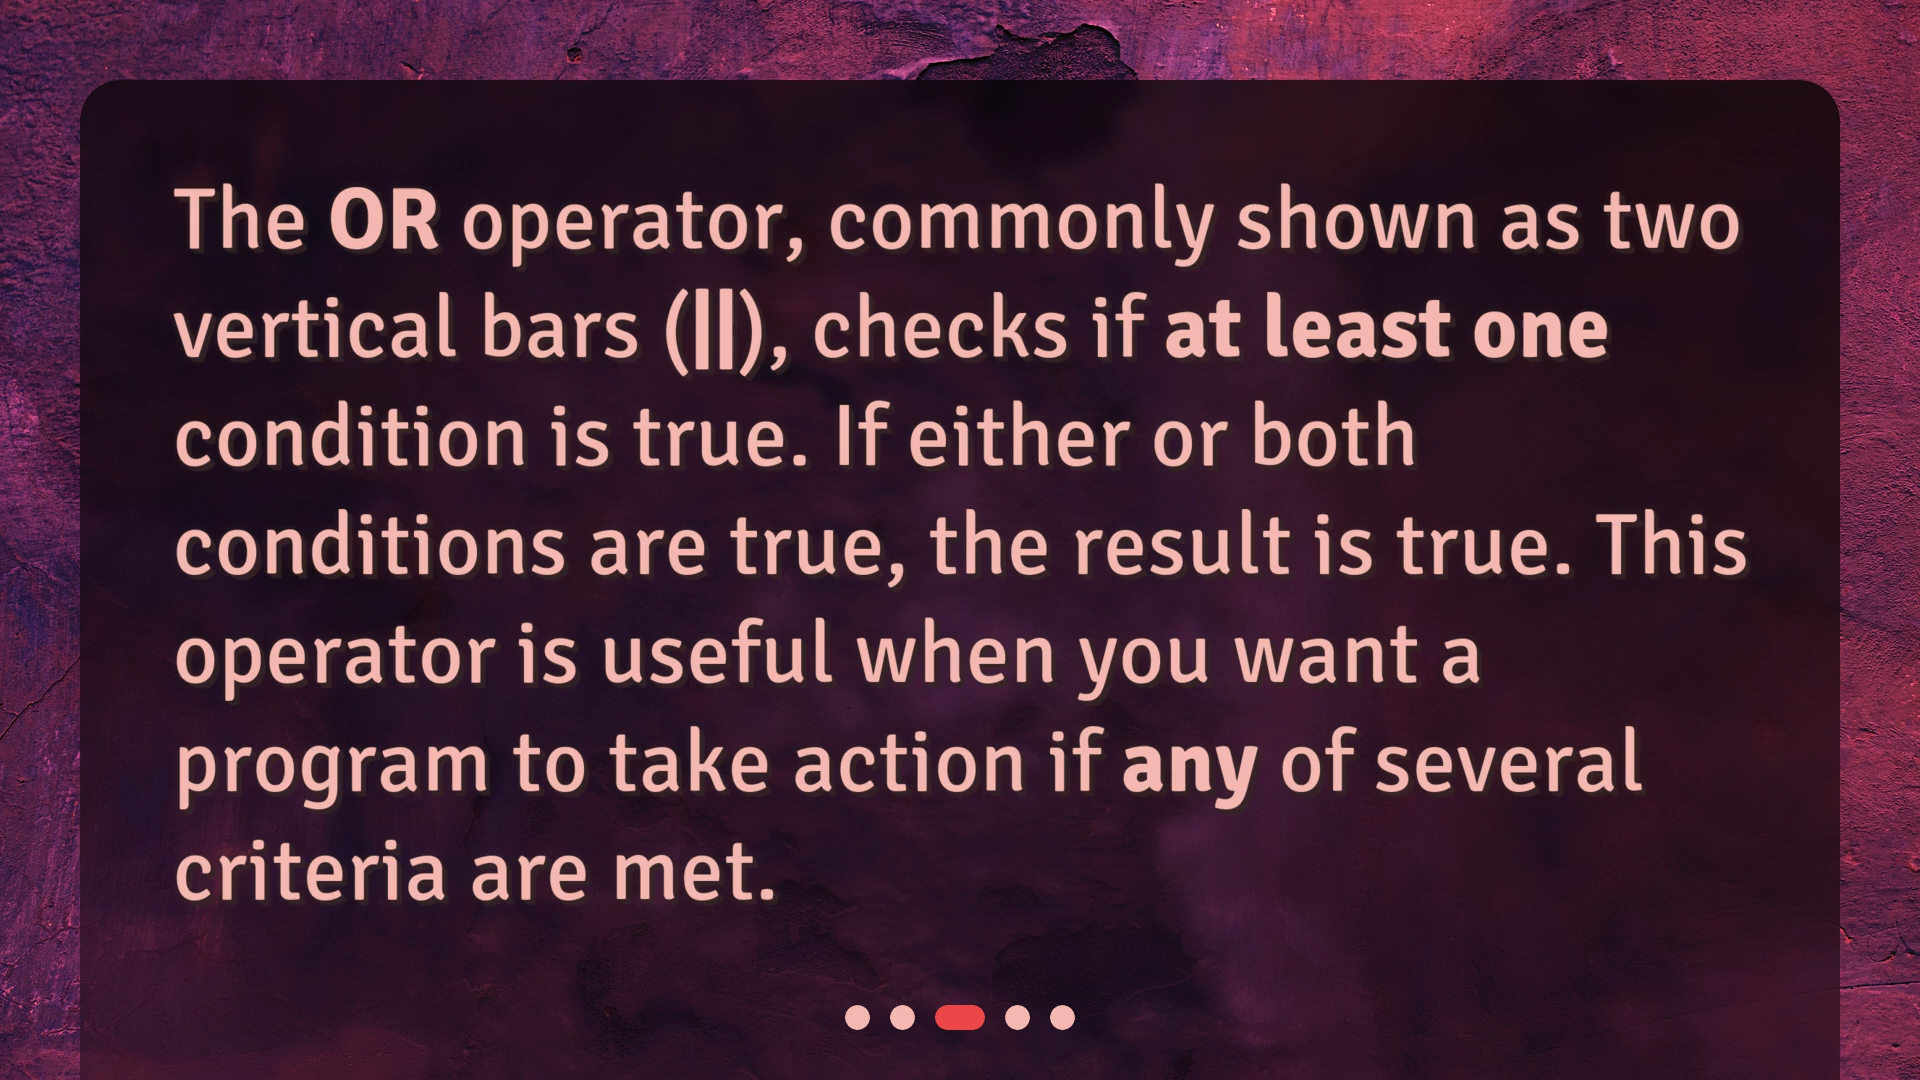 The OR operator, commonly shown as two
vertical bars (||), checks if at least one
condition is true. If either or both
conditions are true, the result is true. This
operator is useful when you want a
program to take action if any of several
criteria are met.